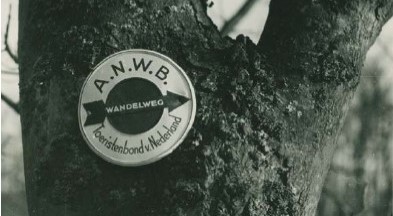 A.N.W.B.
WANDELWEG
Toeristenbond v. Nederland